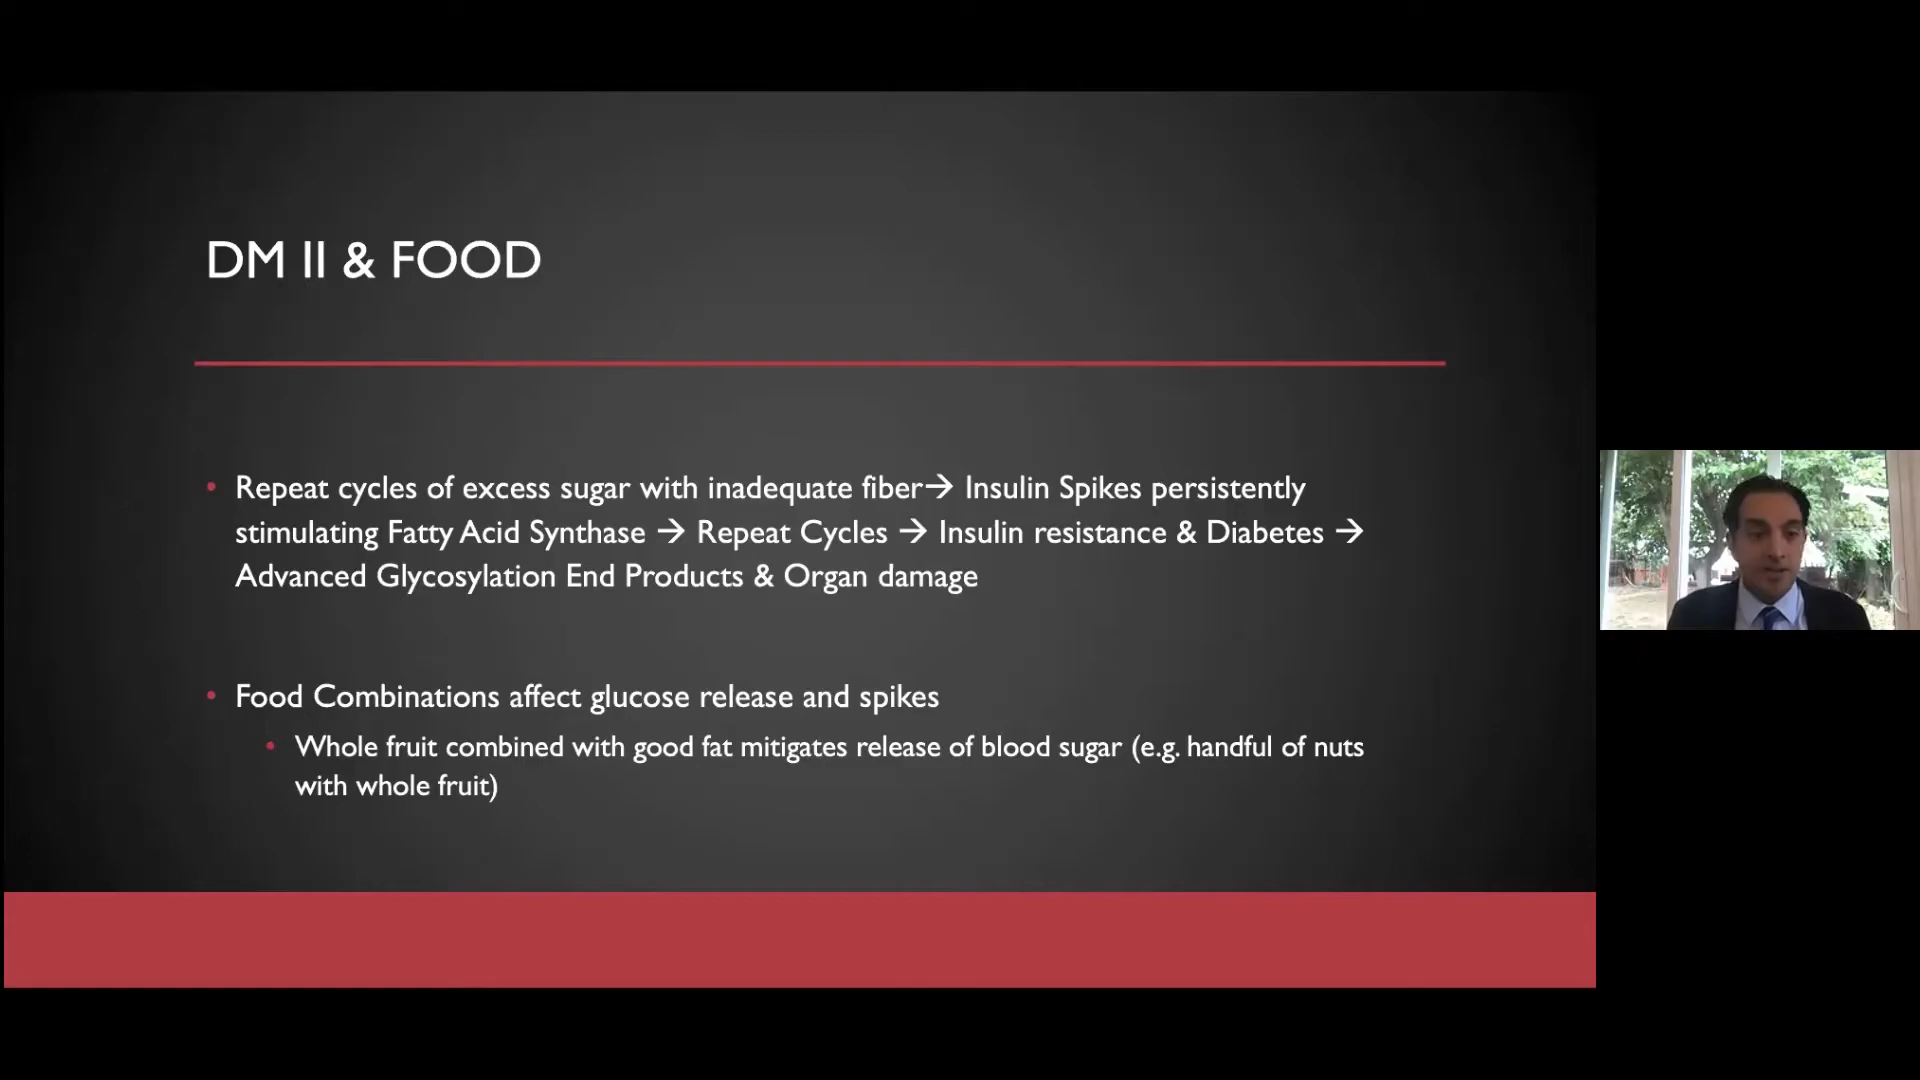 DM II & FOOD
• Repeat cycles of excess sugar with inadequate fiber→ Insulin Spikes persistently
stimulating Fatty Acid Synthase → Repeat Cycles → Insulin resistance & Diabetes →
Advanced Glycosylation End Products & Organ damage
• Food Combinations affect glucose release and spikes
• Whole fruit combined with good fat mitigates release of blood sugar (e.g. handful of nuts
with whole fruit)